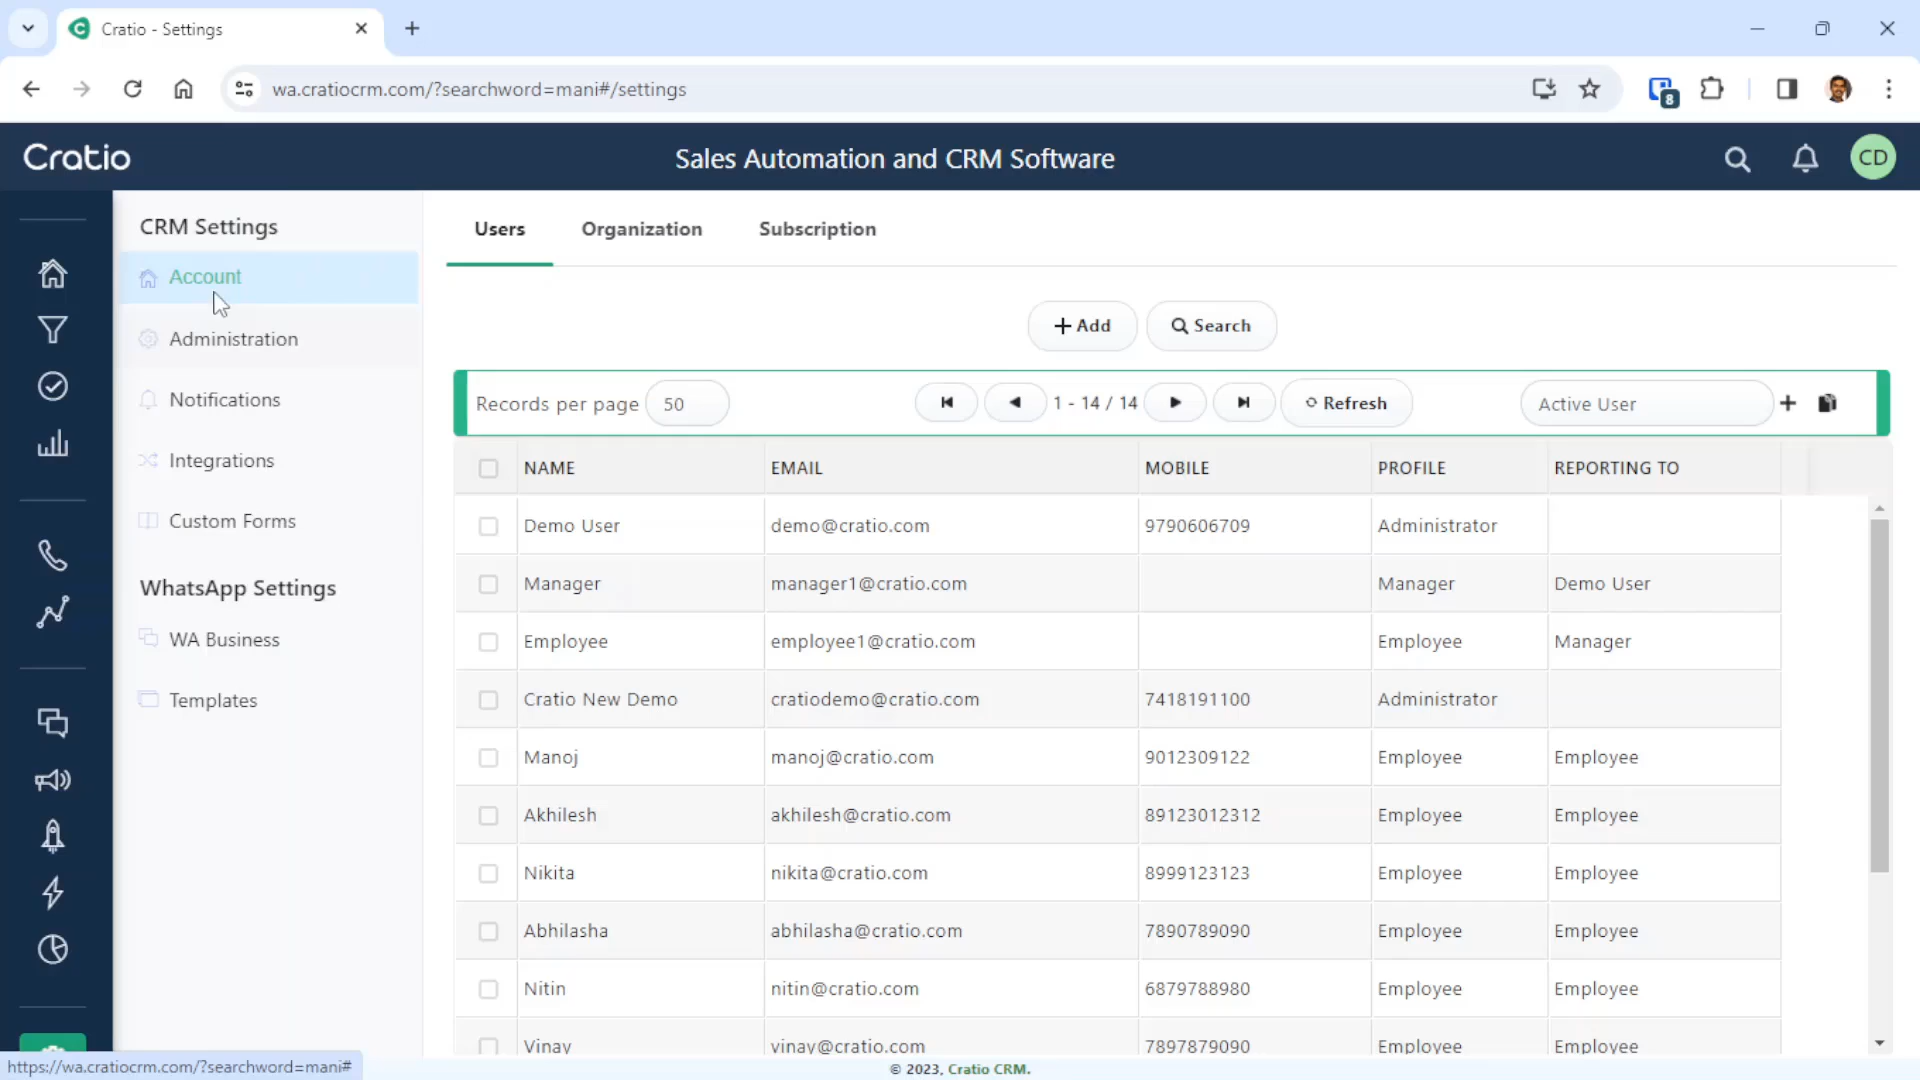 Cratio - Settings
wa.cratiocrm.com/?searchword=mani#/settings
8
Cratio
Sales Automation and CRM Software
CD
CRM Settings
Account
Administration
Notifications
Integrations
Custom Forms
WhatsApp Settings
WA Business
Templates
Users Organization Subscription
Add Search
Records per page 50 1 - 14 / 14 Refresh Active User
NAME EMAIL MOBILE PROFILE REPORTING TO
Demo User demo@cratio.com 9790606709 Administrator
Manager manager1@cratio.com Manager Demo User
Employee employee1@cratio.com Employee Manager
Cratio New Demo cratiodemo@cratio.com 7418191100 Administrator
Manoj manoj@cratio.com 9012309122 Employee Employee
Akhilesh akhilesh@cratio.com 89123012312 Employee Employee
Nikita nikita@cratio.com 8999123123 Employee Employee
Abhilasha abhilasha@cratio.com 7890789090 Employee Employee
Nitin nitin@cratio.com 6879788980 Employee Employee
Vinay vinay@cratio.com 7897879090 Employee Employee
https://wa.cratiocrm.com/?searchword=mani#
© 2023, Cratio CRM.